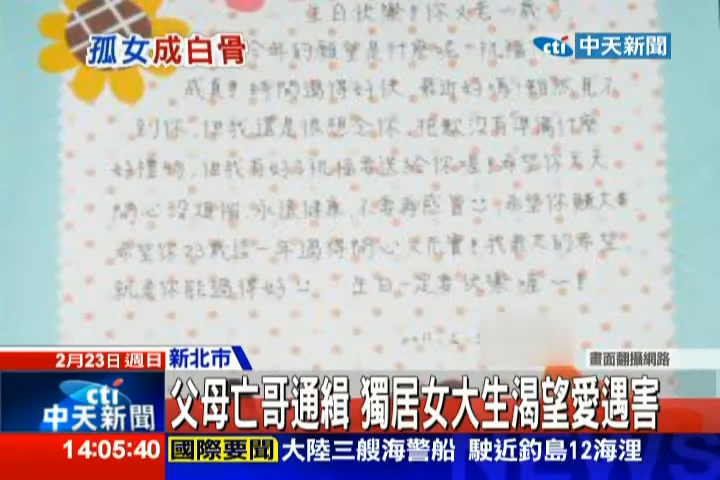 生日快樂!你又老一歲
孤女成白骨
cti 中天新聞
今年的願望是什麼呢 祝福
成真!時間過得好快 最近好嗎?雖然見不
到你,但我還是很想念你,抱歉沒有準備什麼
好禮物,但我有好多祝福要送給你喔!希望你天天
開心沒煩惱,永遠健康,不要再感冒
希望你23歲這一年過得開心又充實!我最大的希望
就是你能過得好 生日一定要快樂喔~!
2月23日週日 新北市
畫面翻攝網路
cti 中天新聞
父母亡哥通緝 獨居女大生渴望愛遇害
14:05:40
國際要聞 大陸三艘海警船 駛近釣島12海浬
NEWS